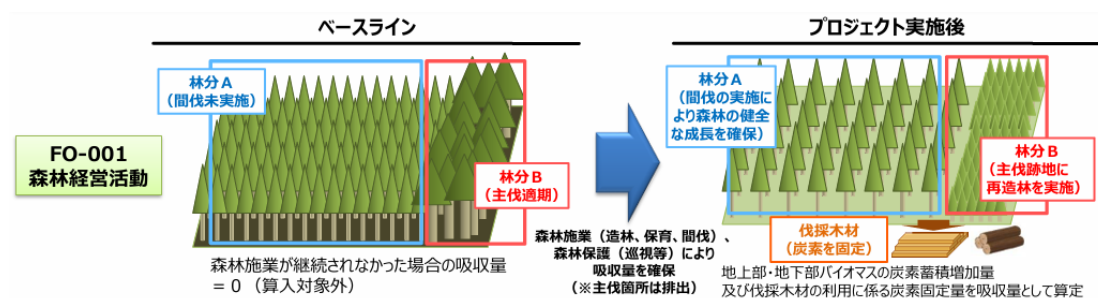 ベースライン
プロジェクト実施後
FO-001
森林経営活動
林分A
（間伐未実施）
林分B
（主伐適期）
森林施業が継続されなかった場合の吸収量
＝0（算入対象外）
森林施業（造林、保育、間伐）、
森林保護（巡視等）により
吸収量を確保
（※主伐箇所は排出）
林分A
（間伐の実施に
より森林の健全
な成長を確保）
林分B
（主伐跡地に
再造林を実施）
伐採木材
（炭素を固定）
地上部・地下部バイオマスの炭素蓄積増加量
及び伐採木材の利用に係る炭素固定量を吸収量として算定